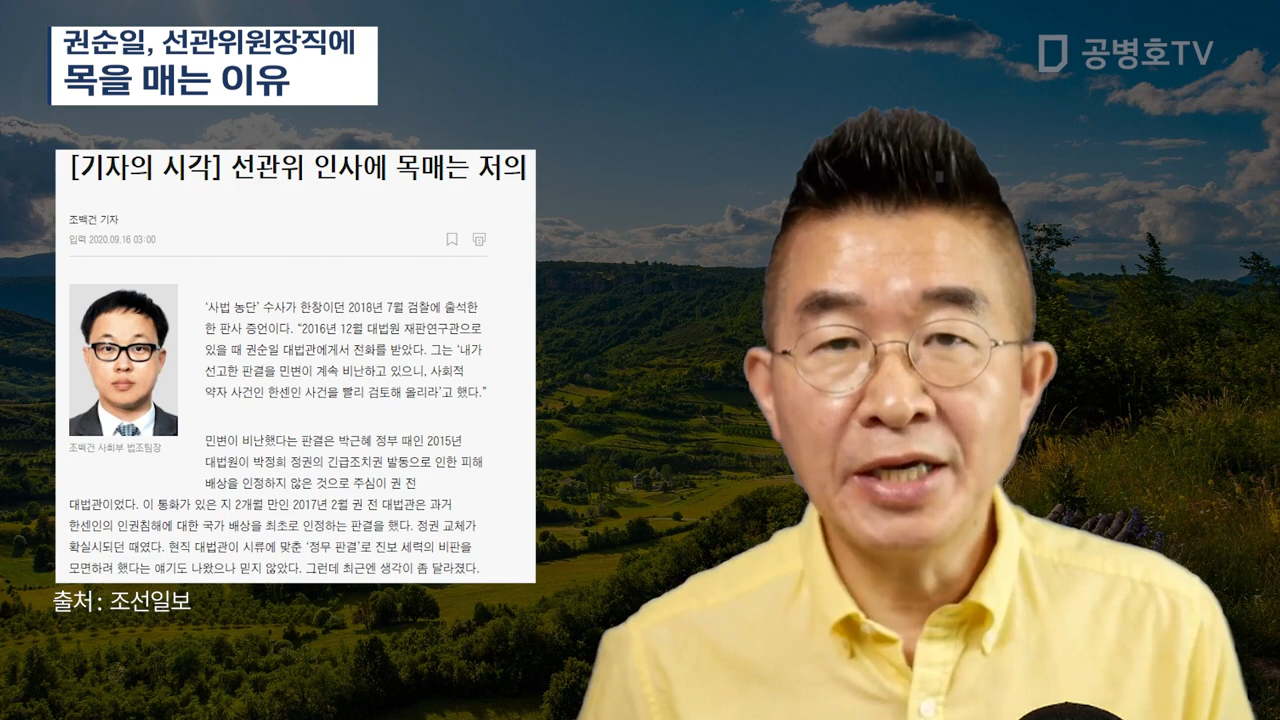 권순일, 선관위원장직에
목을 매는 이유
공병호TV
[기자의 시각] 선관위 인사에 목매는 저의
조백건 기자
입력 2020.09.16 03:00
‘사법 농단’ 수사가 한창이던 2018년 7월 검찰에 출석한
한 판사 증언이다. “2016년 12월 대법원 재판연구관으로
있을 때 권순일 대법관에게서 전화를 받았다. 그는 ‘내가
선고한 판결을 민변이 계속 비난하고 있으니, 사회적
약자 사건인 한센인 사건을 빨리 검토해 올리라’고 했다.”
조백건 사회부 법조팀장
민변이 비난했다는 판결은 박근혜 정부 때인 2015년
대법원이 박정희 정권의 긴급조치권 발동으로 인한 피해
배상을 인정하지 않은 것으로 주심이 권 전
대법관이었다. 이 통화가 있은 지 2개월 만인 2017년 2월 권 전 대법관은 과거
한센인의 인권침해에 대한 국가 배상을 최초로 인정하는 판결을 했다. 정권 교체가
확실시되던 때였다. 현직 대법관이 시류에 맞춘 ‘정무 판결’로 진보 세력의 비판을
모면하려 했다는 얘기도 나왔으나 믿지 않았다. 그런데 최근엔 생각이 좀 달라졌다.
출처 : 조선일보